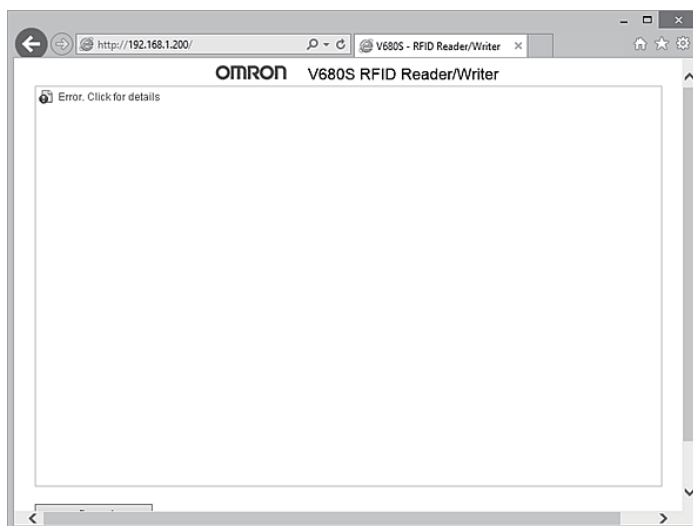 http://192.168.1.200/
V680S - RFID Reader/Writer
OMRON V680S RFID Reader/Writer
Error. Click for details